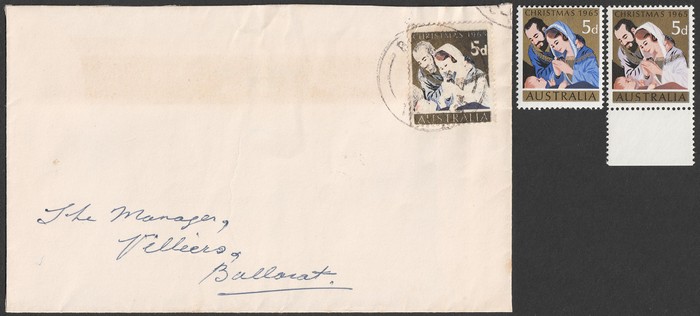 CHRISTMAS 1965
5d
AUSTRALIA
CHRISTMAS 1965
5d
AUSTRALIA
CHRISTMAS 1965
5d
AUSTRALIA
The Manager,
Villiers,
Ballarat.